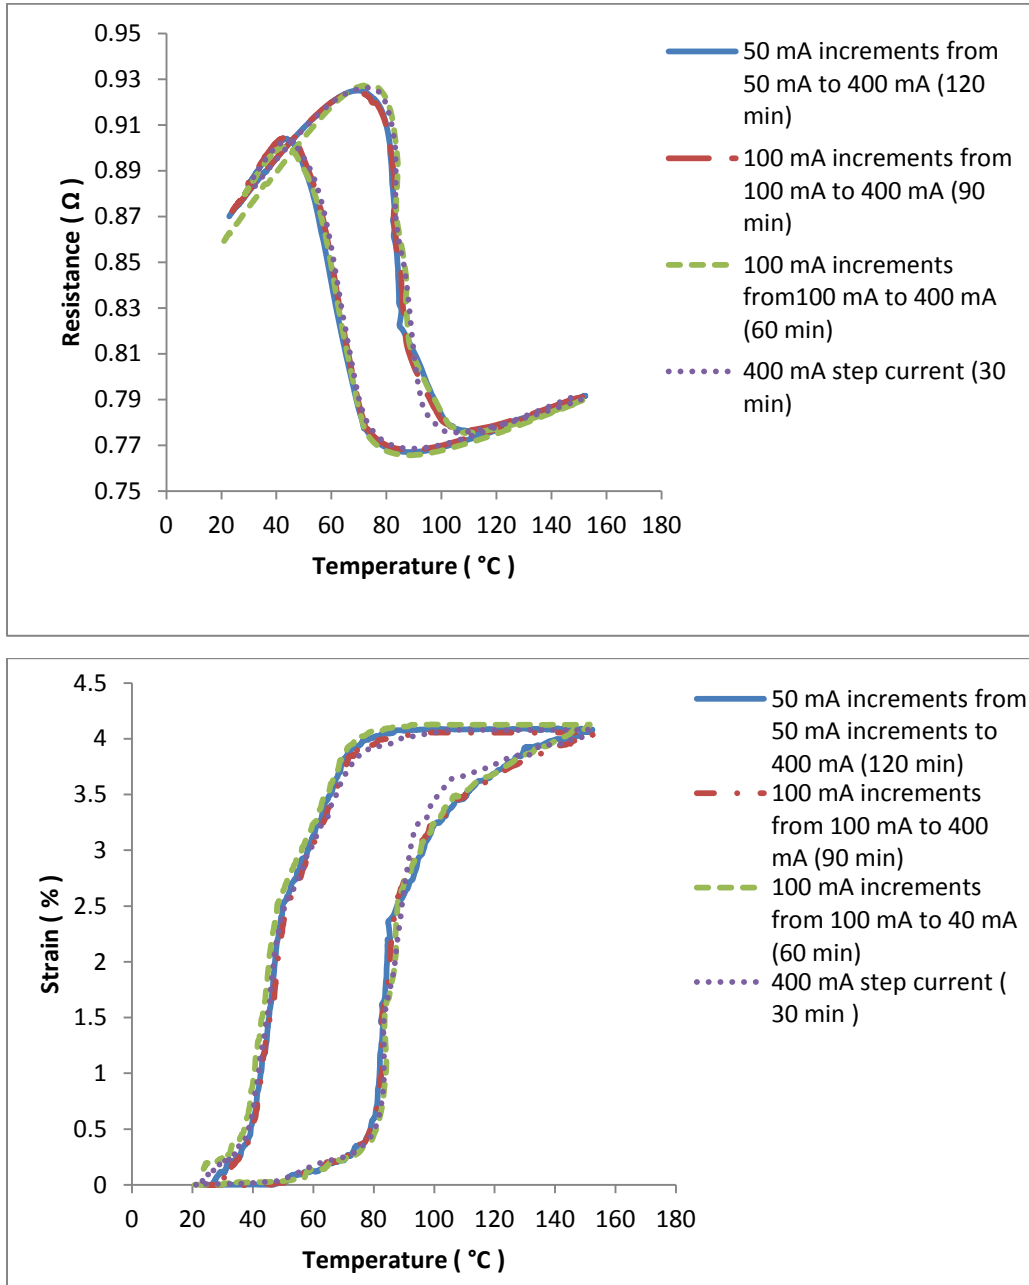 0.95
0.93
0.91
0.89
0.87
0.85
0.83
0.81
0.79
0.77
0.75
Resistance ( Ω )
0 20 40 60 80 100 120 140 160 180
Temperature ( °C )
50 mA increments from
50 mA to 400 mA (120
min)
100 mA increments from
100 mA to 400 mA (90
min)
100 mA increments
from100 mA to 400 mA
(60 min)
400 mA step current (30
min)
4.5
4
3.5
3
2.5
2
1.5
1
0.5
0
Strain ( % )
0 20 40 60 80 100 120 140 160 180
Temperature ( °C )
50 mA increments from
50 mA increments to
400 mA (120 min)
100 mA increments
from 100 mA to 400
mA (90 min)
100 mA increments
from 100 mA to 40 mA
(60 min)
400 mA step current (
30 min )